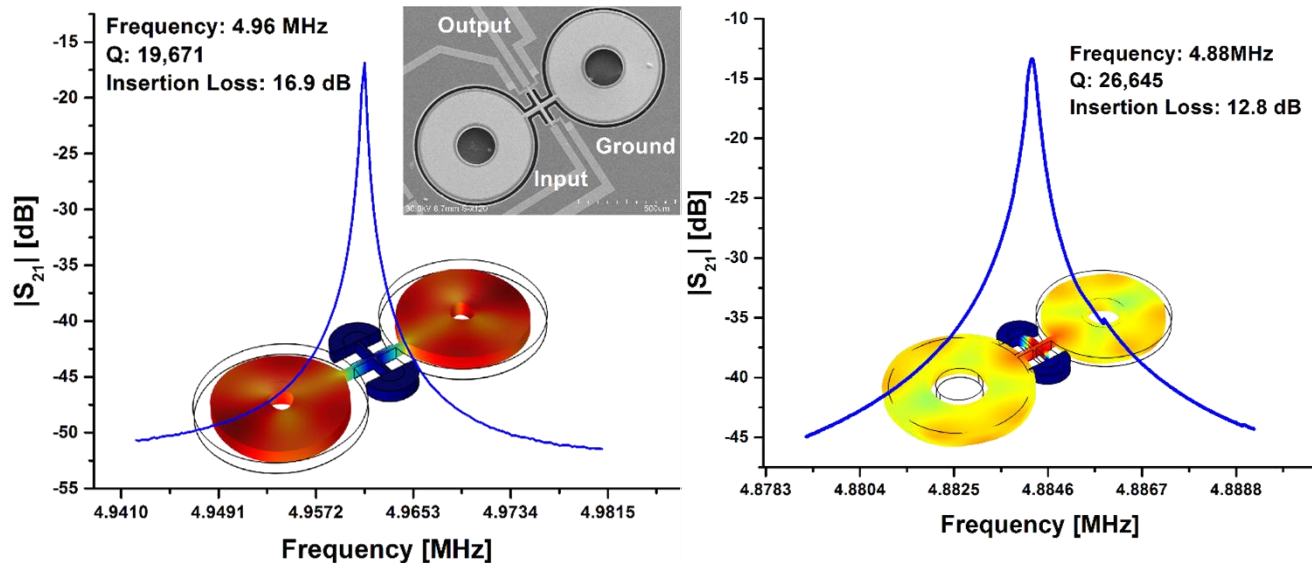 Frequency: 4.96 MHz
Q: 19,671
Insertion Loss: 16.9 dB
Output
Ground
Input
500um
|S21| [dB]
-15
-20
-25
-30
-35
-40
-45
-50
-55
4.9410 4.9491 4.9572 4.9653 4.9734 4.9815
Frequency [MHz]
Frequency: 4.88MHz
Q: 26,645
Insertion Loss: 12.8 dB
|S21| [dB]
-10
-15
-20
-25
-30
-35
-40
-45
4.8783 4.8804 4.8825 4.8846 4.8867 4.8888
Frequency [MHz]